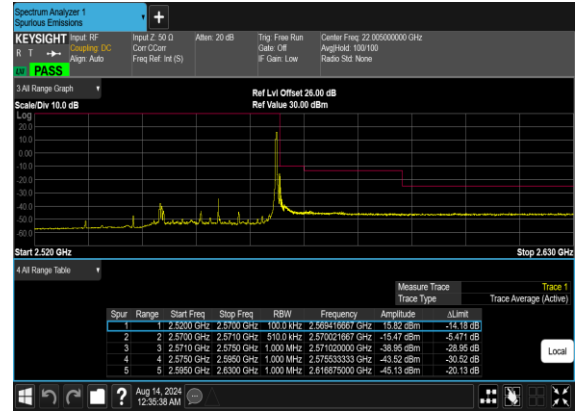 Spectrum Analyzer 1
Spurious Emissions
KEYSIGHT Input: RF Input Z: 50 Ω Atten: 20 dB Trig: Free Run Center Freq: 22.005000000 GHz
R T Coupling: DC Corr CCorr Gate: Off Avg|Hold: 100/100
Align: Auto Freq Ref: Int (S) IF Gain: Low Radio Std: None
PASS
3 All Range Graph
Ref Lvl Offset 26.00 dB
Scale/Div 10.0 dB Ref Value 30.00 dBm
Log
20.0
10.0
0.00
-10.0
-20.0
-30.0
-40.0
-50.0
-60.0
Start 2.520 GHz Stop 2.630 GHz
4 All Range Table
Measure Trace Trace 1
Trace Type Trace Average (Active)
Spur Range Start Freq Stop Freq RBW Frequency Amplitude ΔLimit
1 1 2.5200 GHz 2.5700 GHz 100.0 kHz 2.569416667 GHz 15.82 dBm -14.18 dB
2 2 2.5700 GHz 2.5710 GHz 510.0 kHz 2.570021667 GHz -15.47 dBm -5.471 dB
3 3 2.5710 GHz 2.5750 GHz 1.000 MHz 2.571020000 GHz -38.95 dBm -28.95 dB
4 4 2.5750 GHz 2.5950 GHz 1.000 MHz 2.575533333 GHz -43.52 dBm -30.52 dB
5 5 2.5950 GHz 2.6300 GHz 1.000 MHz 2.616875000 GHz -45.13 dBm -20.13 dB
Local
? Aug 14, 2024
12:35:38 AM